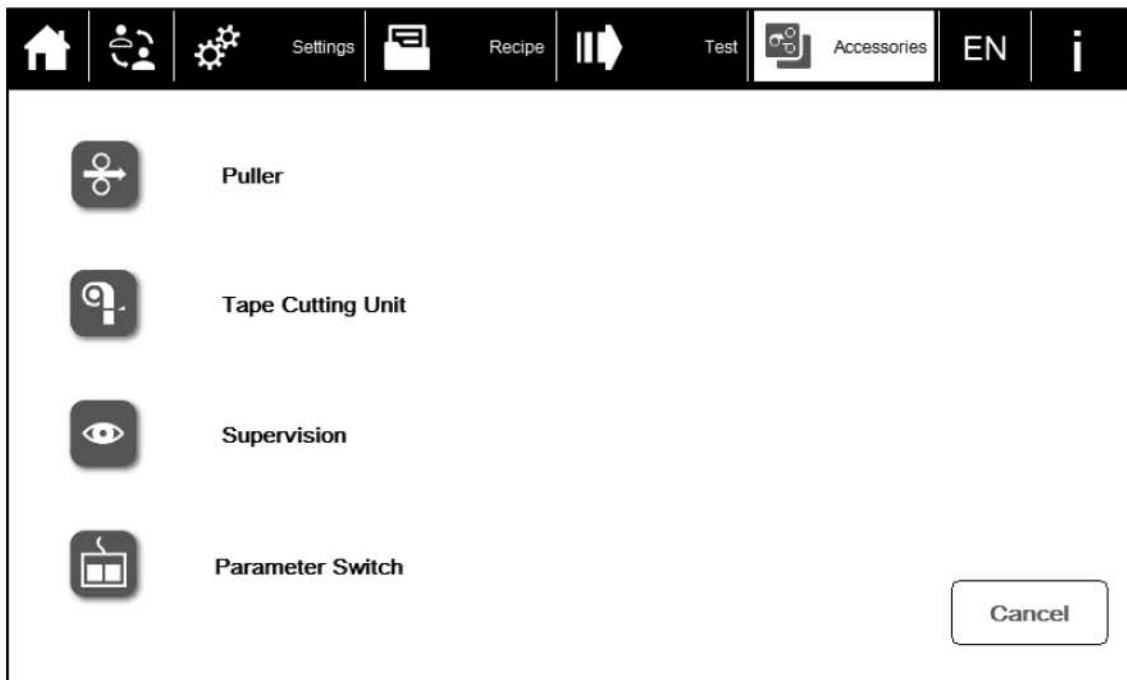 Settings Recipe Test Accessories EN i
Puller
Tape Cutting Unit
Supervision
Parameter Switch
Cancel